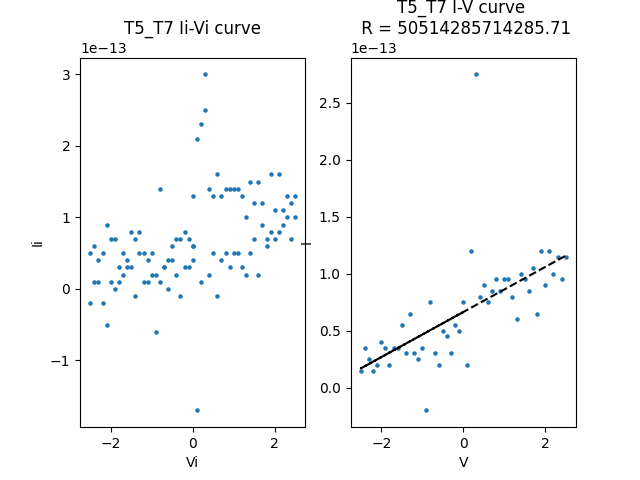 T5_T7 Ii-Vi curve
1e−13
3
2
1
0
−1
Ii
−2
0
2
Vi
T5_T7 I-V curve
R = 50514285714285.71
1e−13
2.5
2.0
1.5
1.0
0.5
0.0
I
−2
0
2
V